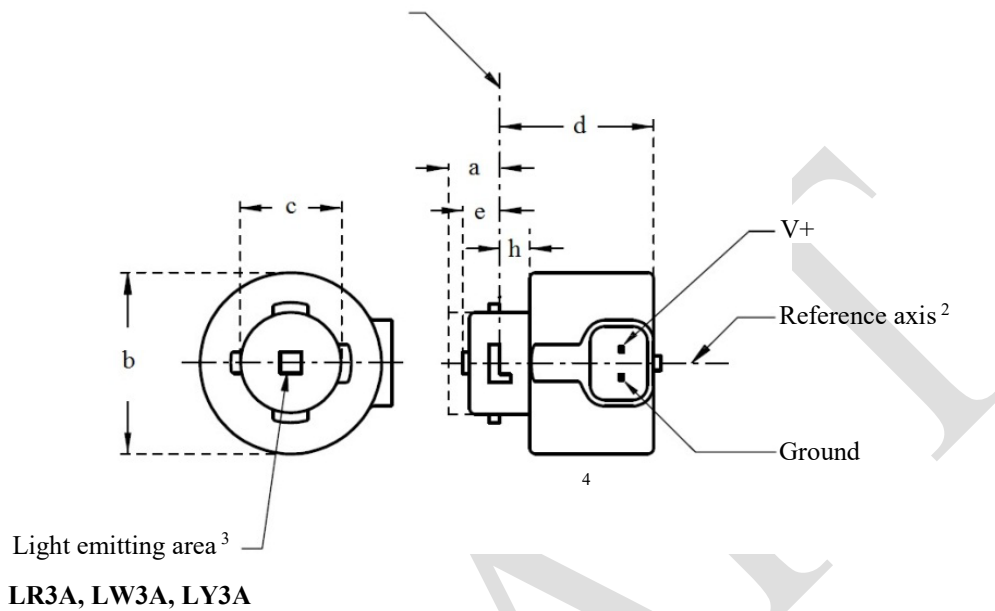 d
a
c
e
h
V+
Reference axis ²
b
Ground
4
Light emitting area ³
LR3A, LW3A, LY3A